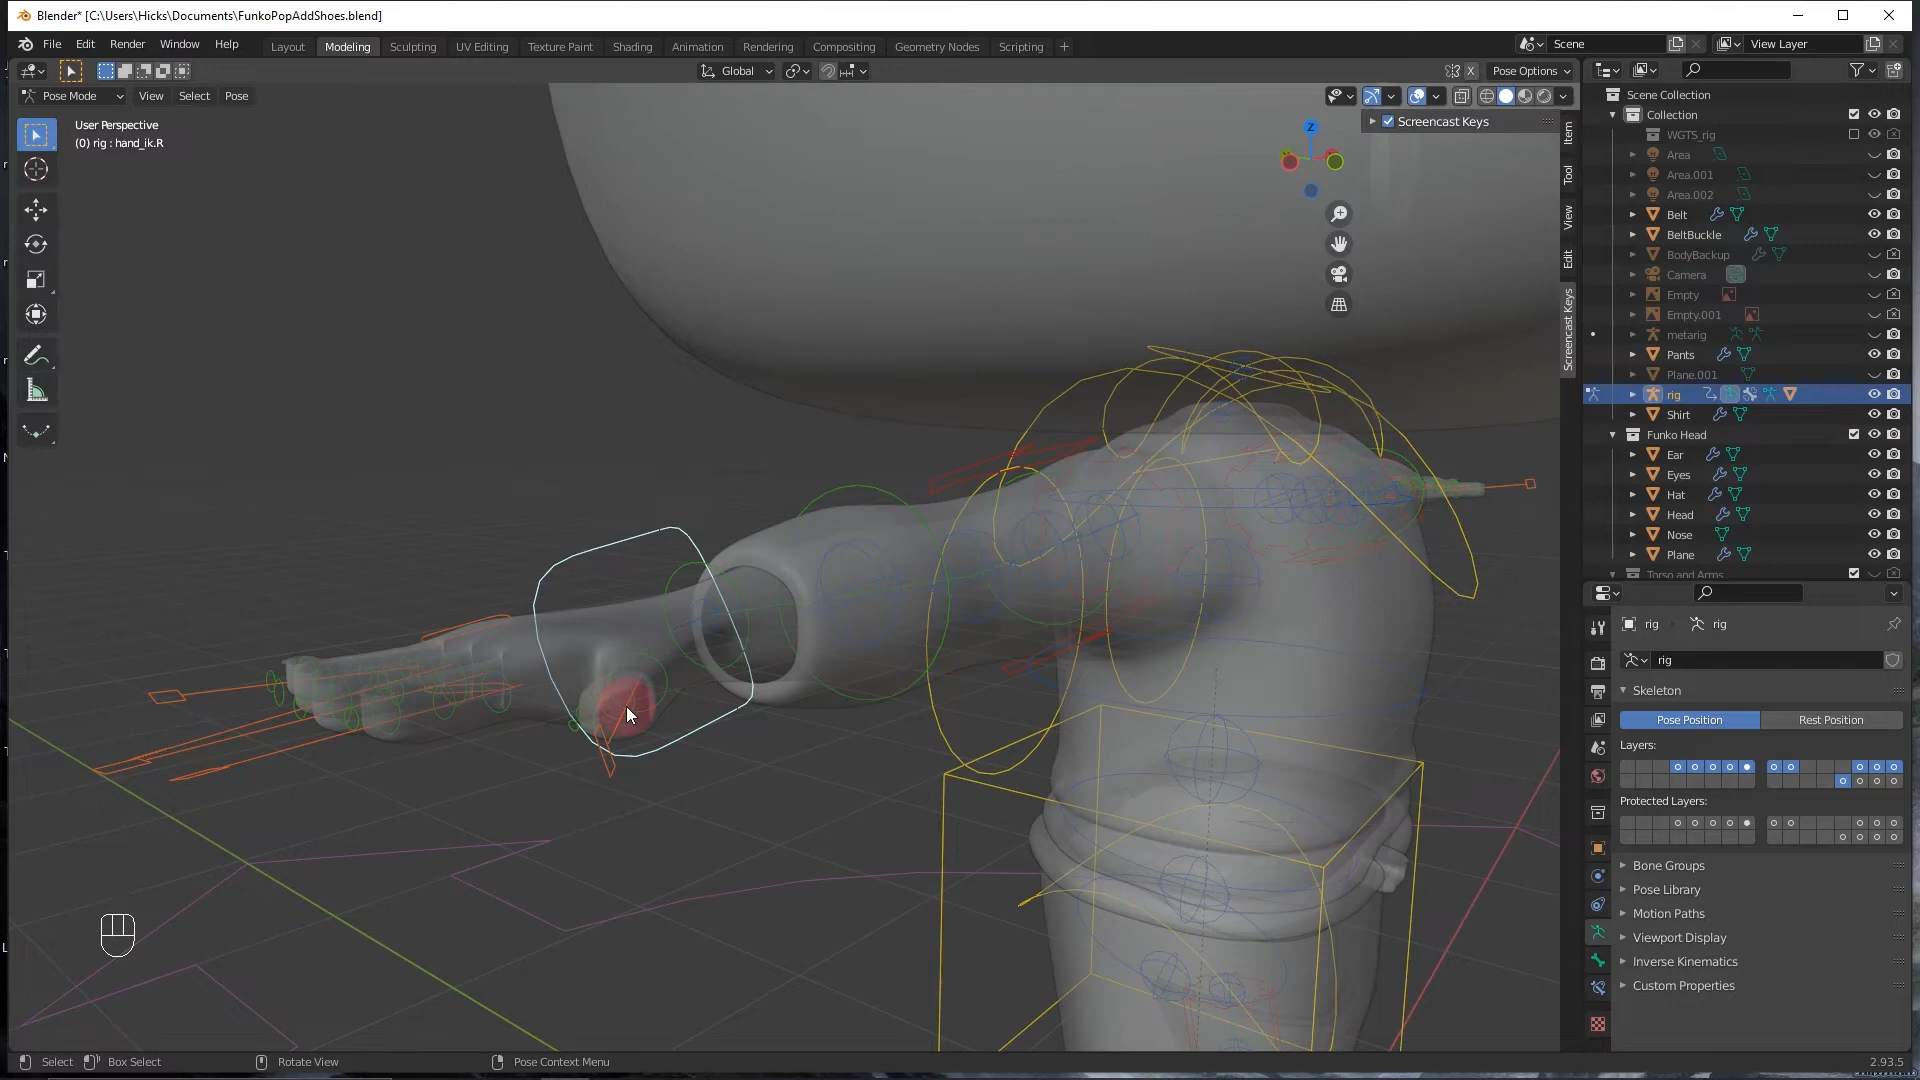 Blender* [C:\Users\Hicks\Documents\FunkoPopAddShoes.blend]
File Edit Render Window Help Layout Modeling Sculpting UV Editing Texture Paint Shading Animation Rendering Compositing Geometry Nodes Scripting + Scene View Layer
Global X Pose Options
Pose Mode View Select Pose
User Perspective
(0) rig : hand_ik.R
Screencast Keys
Z
Item
Tool
View
Edit
Screencast Keys
Scene Collection
Collection
WGTS_rig
Area
Area.001
Area.002
Belt
BeltBuckle
BodyBackup
Camera
Empty
Empty.001
metarig
Pants
Plane.001
rig
Shirt
Funko Head
Ear
Eyes
Hat
Head
Nose
Plane
Torso and Arms
rig rig
rig
Skeleton
Pose Position Rest Position
Layers:
Protected Layers:
Bone Groups
Pose Library
Motion Paths
Viewport Display
Inverse Kinematics
Custom Properties
Select Box Select Rotate View Pose Context Menu 2.93.5